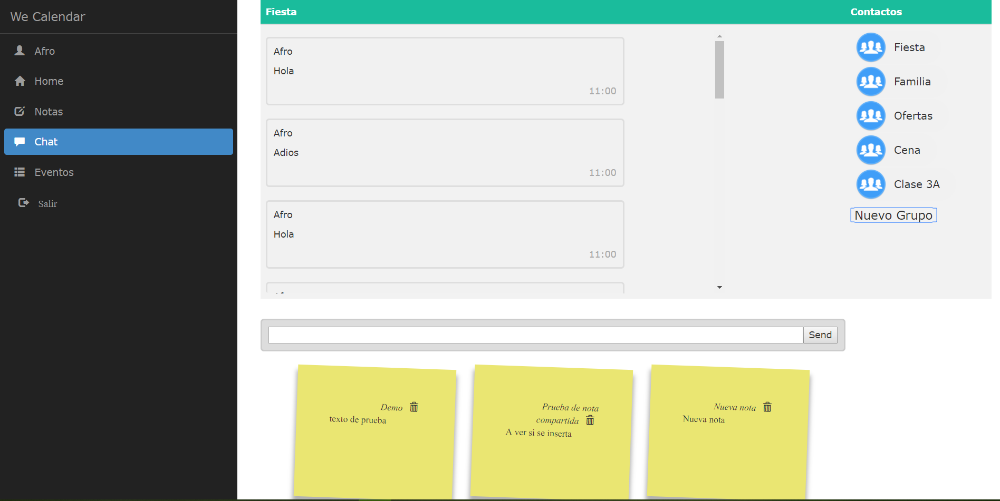 We Calendar
Afro
Home
Notas
Chat
Eventos
Salir
Fiesta
Afro
Hola
11:00
Afro
Adios
11:00
Afro
Hola
11:00
Contactos
Fiesta
Familia
Ofertas
Cena
Clase 3A
Nuevo Grupo
Send
Demo
texto de prueba
Prueba de nota
compartida
A ver si se inserta
Nueva nota
Nueva nota